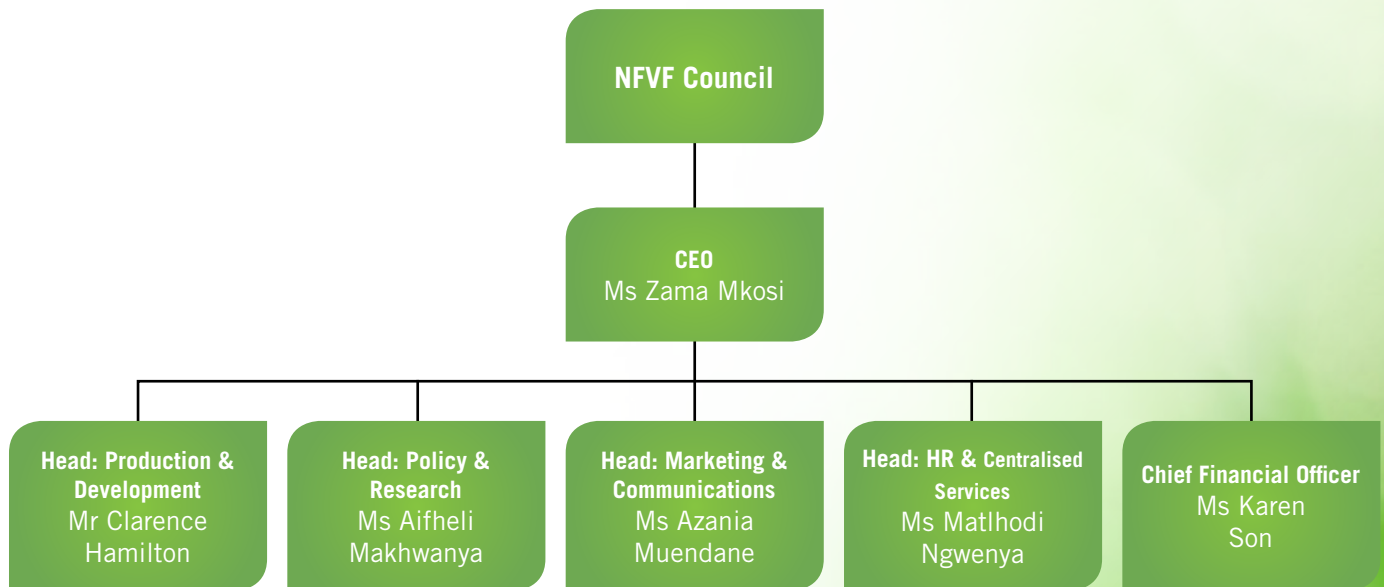 NFVF Council
CEO
Ms Zama Mkosi
Head: Production &
Development
Mr Clarence
Hamilton
Head: Policy &
Research
Ms Aifheli
Makhwanya
Head: Marketing &
Communications
Ms Azania
Muendane
Head: HR & Centralised
Services
Ms Matlhodi
Ngwenya
Chief Financial Officer
Ms Karen
Son